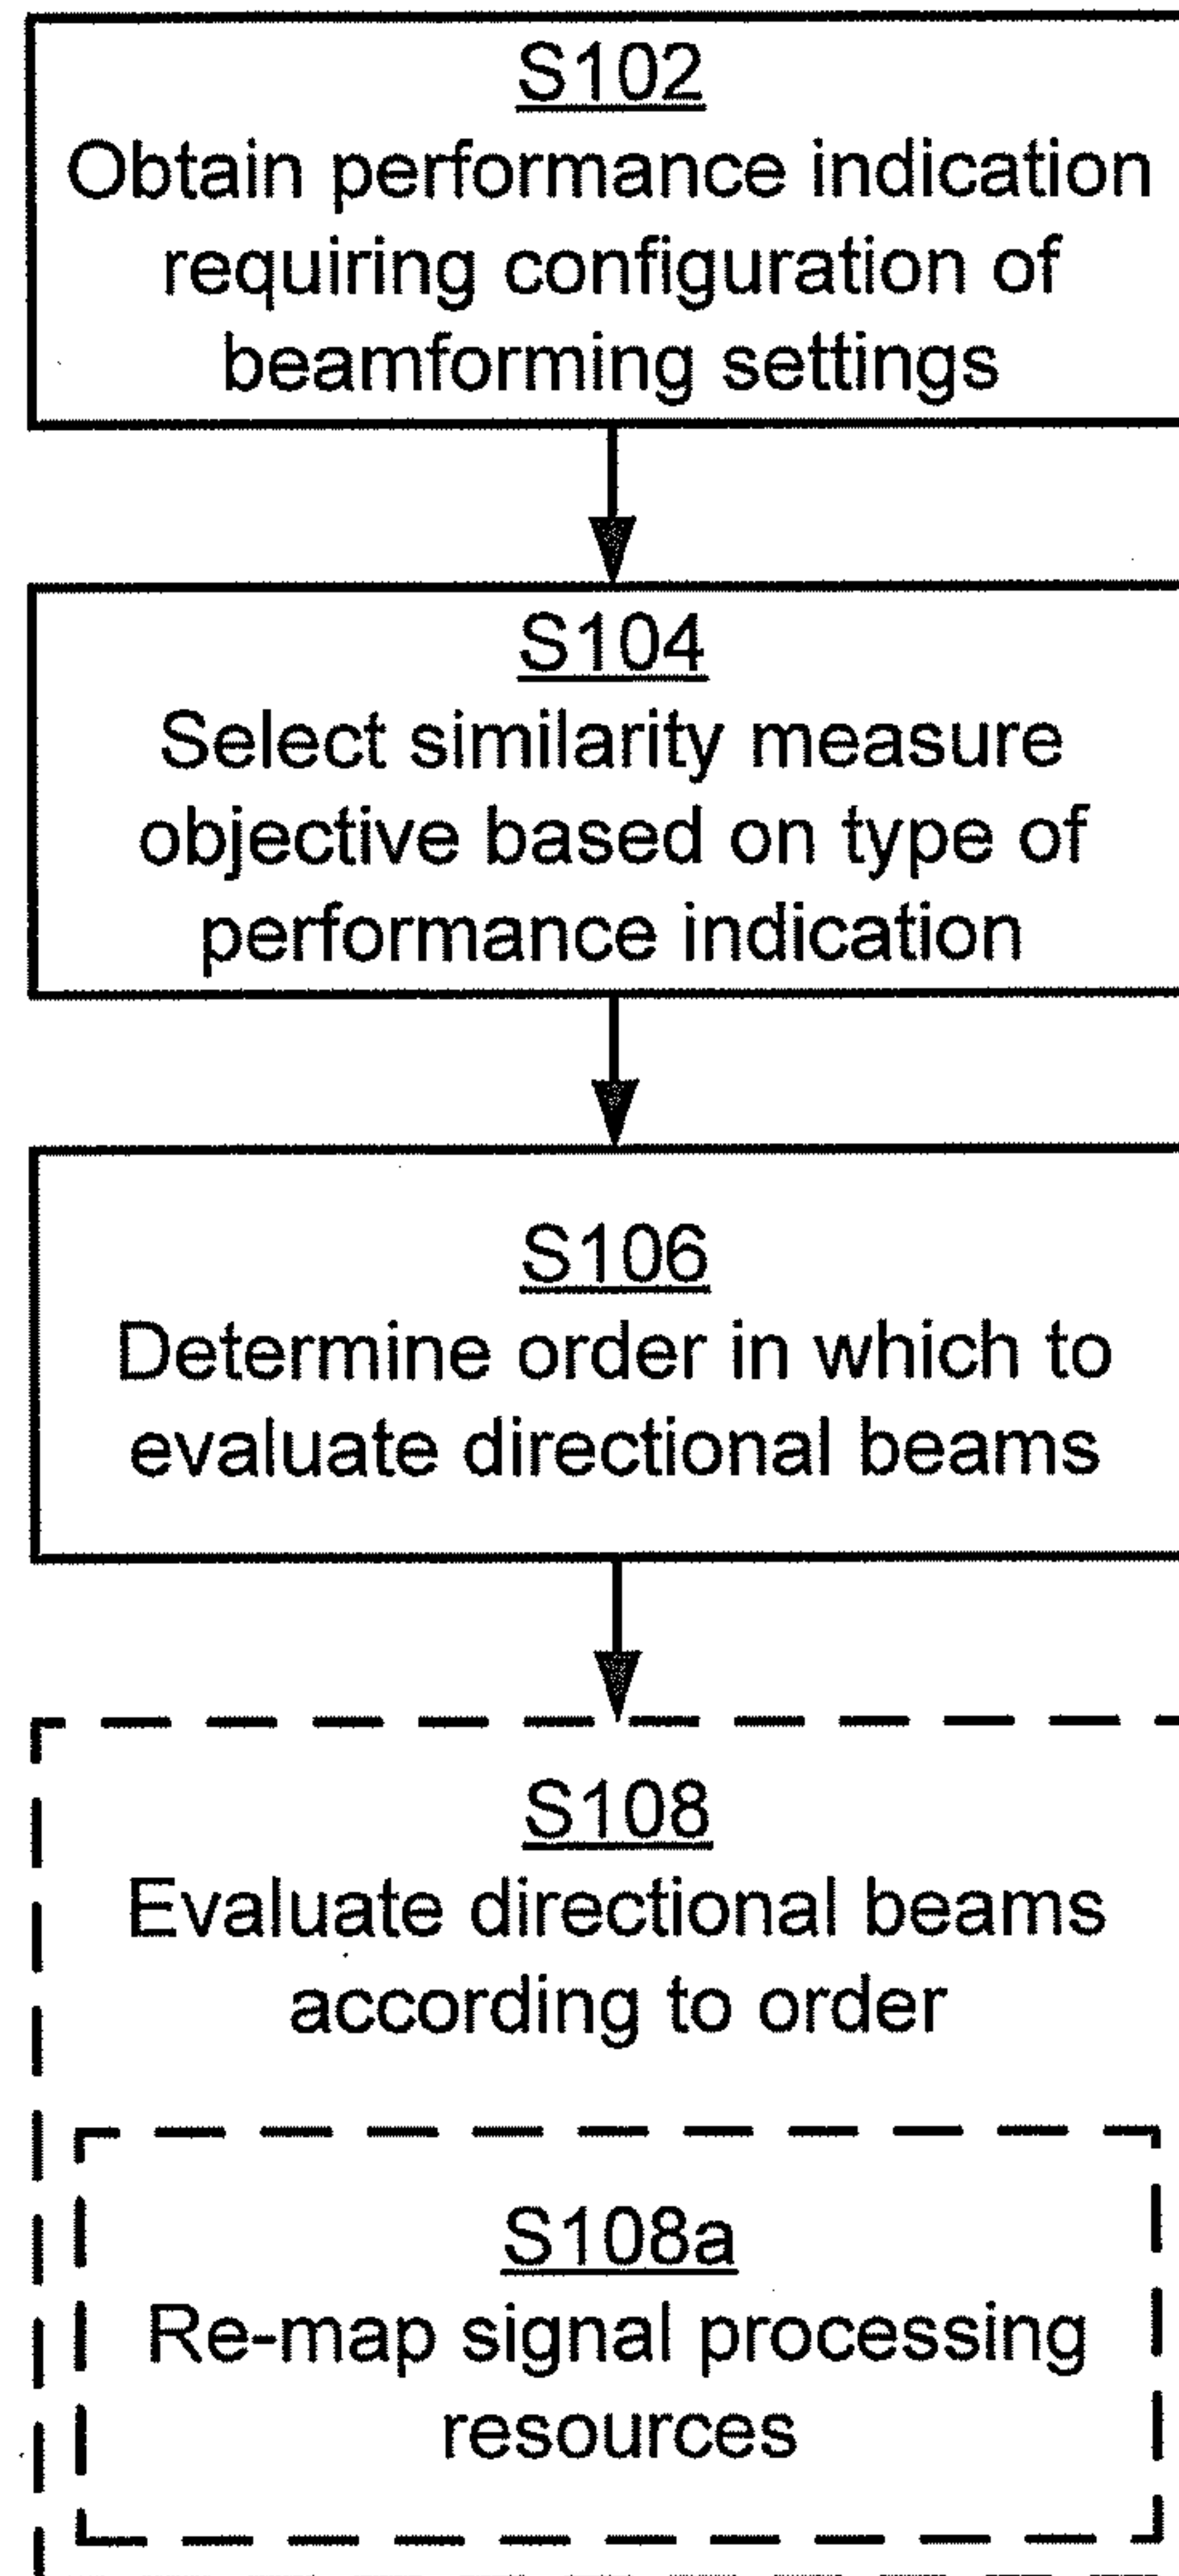 S102
Obtain performance indication
requiring configuration of
beamforming settings
S104
Select similarity measure
objective based on type of
performance indication
S106
Determine order in which to
evaluate directional beams
S108
Evaluate directional beams
according to order
S108a
Re-map signal processing
resources